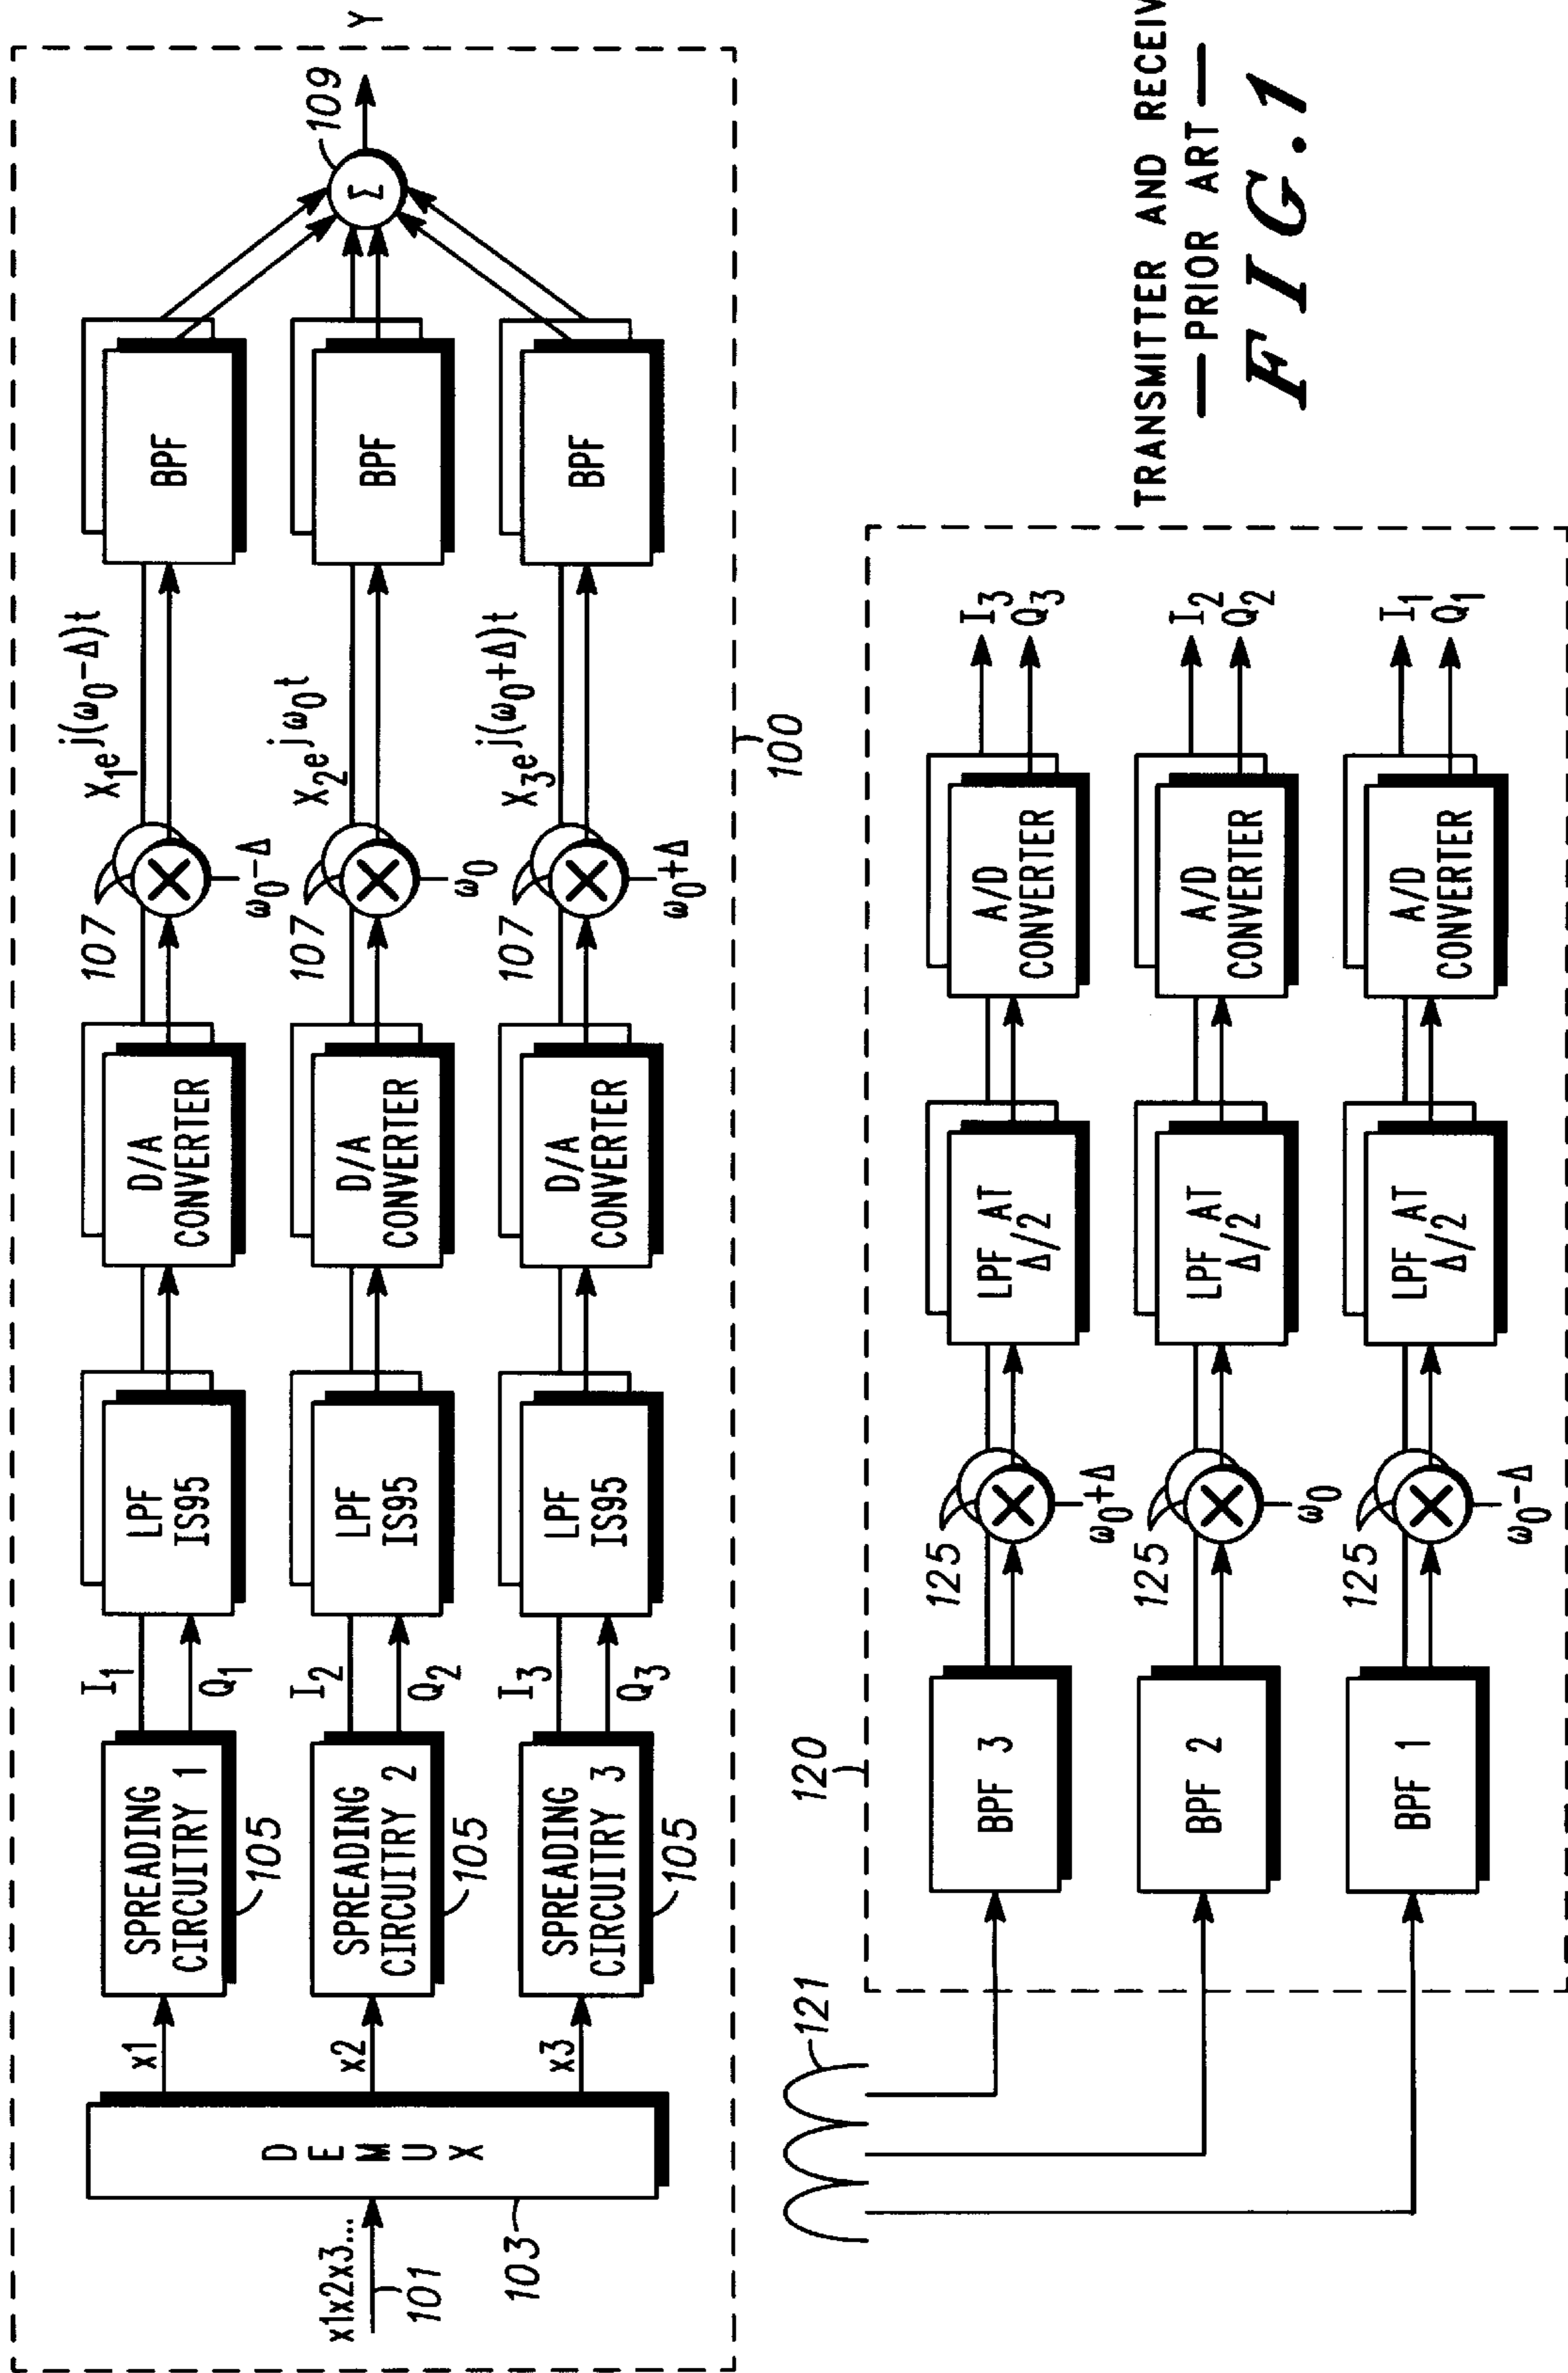 x1x2x3...
101
103
D
E
M
U
X
x1
SPREADING
CIRCUITRY 1
105
I1
Q1
LPF
IS95
D/A
CONVERTER
107
ω0-Δ
X1ej(ω0-Δ)t
BPF
x2
SPREADING
CIRCUITRY 2
105
I2
Q2
LPF
IS95
D/A
CONVERTER
107
ω0
X2ejω0t
BPF
x3
SPREADING
CIRCUITRY 3
105
I3
Q3
LPF
IS95
D/A
CONVERTER
107
ω0+Δ
X3ej(ω0+Δ)t
BPF
Σ
109
Y
100
121
120
BPF 3
125
ω0+Δ
LPF AT
Δ/2
A/D
CONVERTER
I3
Q3
BPF 2
125
ω0
LPF AT
Δ/2
A/D
CONVERTER
I2
Q2
BPF 1
125
ω0-Δ
LPF AT
Δ/2
A/D
CONVERTER
I1
Q1
TRANSMITTER AND RECEIV
—PRIOR ART—
FIG.1